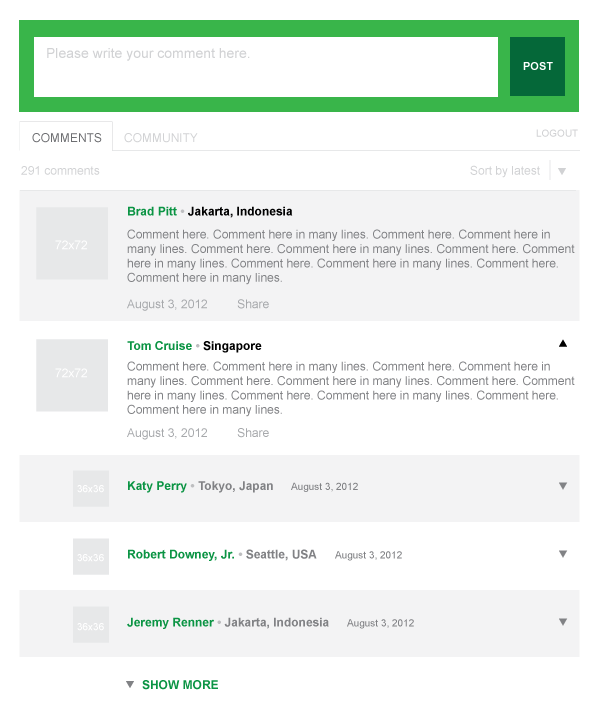 Please write your comment here.
POST
COMMENTS
COMMUNITY
LOGOUT
291 comments
Sort by latest
72x72
Brad Pitt • Jakarta, Indonesia
Comment here. Comment here in many lines. Comment here. Comment here in
many lines. Comment here. Comment here in many lines. Comment here. Comment
here in many lines. Comment here. Comment here in many lines. Comment here.
Comment here in many lines.
August 3, 2012 Share
72x72
Tom Cruise • Singapore
Comment here. Comment here in many lines. Comment here. Comment here in
many lines. Comment here. Comment here in many lines. Comment here. Comment
here in many lines. Comment here. Comment here in many lines. Comment here.
Comment here in many lines.
August 3, 2012 Share
36x36
Katy Perry • Tokyo, Japan August 3, 2012
36x36
Robert Downey, Jr. • Seattle, USA August 3, 2012
36x36
Jeremy Renner • Jakarta, Indonesia August 3, 2012
SHOW MORE